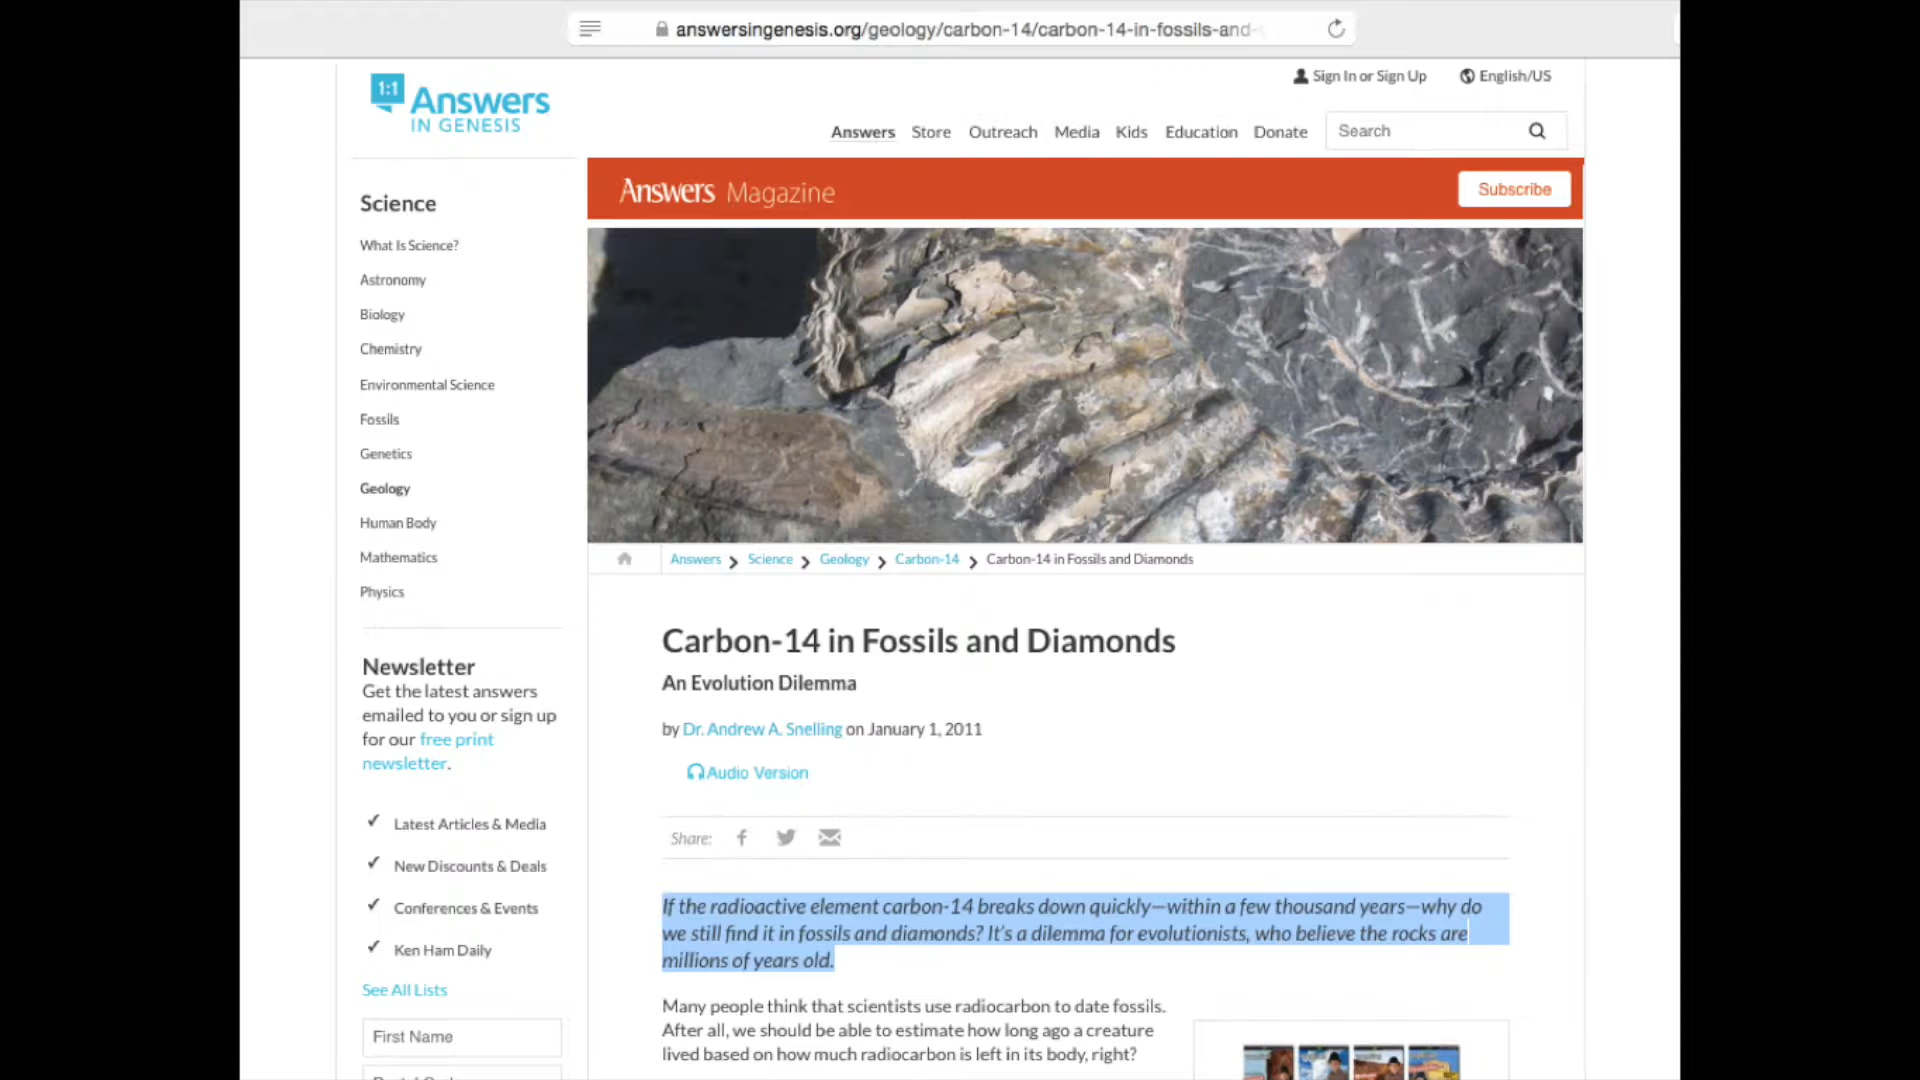 answersingenesis.org/geology/carbon-14/carbon-14-in-fossils-and-
1:1
Answers
IN GENESIS
Sign In or Sign Up
English/US
Answers Store Outreach Media Kids Education Donate
Search
Science
What Is Science?
Astronomy
Biology
Chemistry
Environmental Science
Fossils
Genetics
Geology
Human Body
Mathematics
Physics
Newsletter
Get the latest answers
emailed to you or sign up
for our free print
newsletter.
Latest Articles & Media
New Discounts & Deals
Conferences & Events
Ken Ham Daily
See All Lists
First Name
Answers Magazine
Subscribe
Answers Science Geology Carbon-14 Carbon-14 in Fossils and Diamonds
Carbon-14 in Fossils and Diamonds
An Evolution Dilemma
by Dr. Andrew A. Snelling on January 1, 2011
Audio Version
Share:
If the radioactive element carbon-14 breaks down quickly—within a few thousand years—why do
we still find it in fossils and diamonds? It's a dilemma for evolutionists, who believe the rocks are
millions of years old.
Many people think that scientists use radiocarbon to date fossils.
After all, we should be able to estimate how long ago a creature
lived based on how much radiocarbon is left in its body, right?